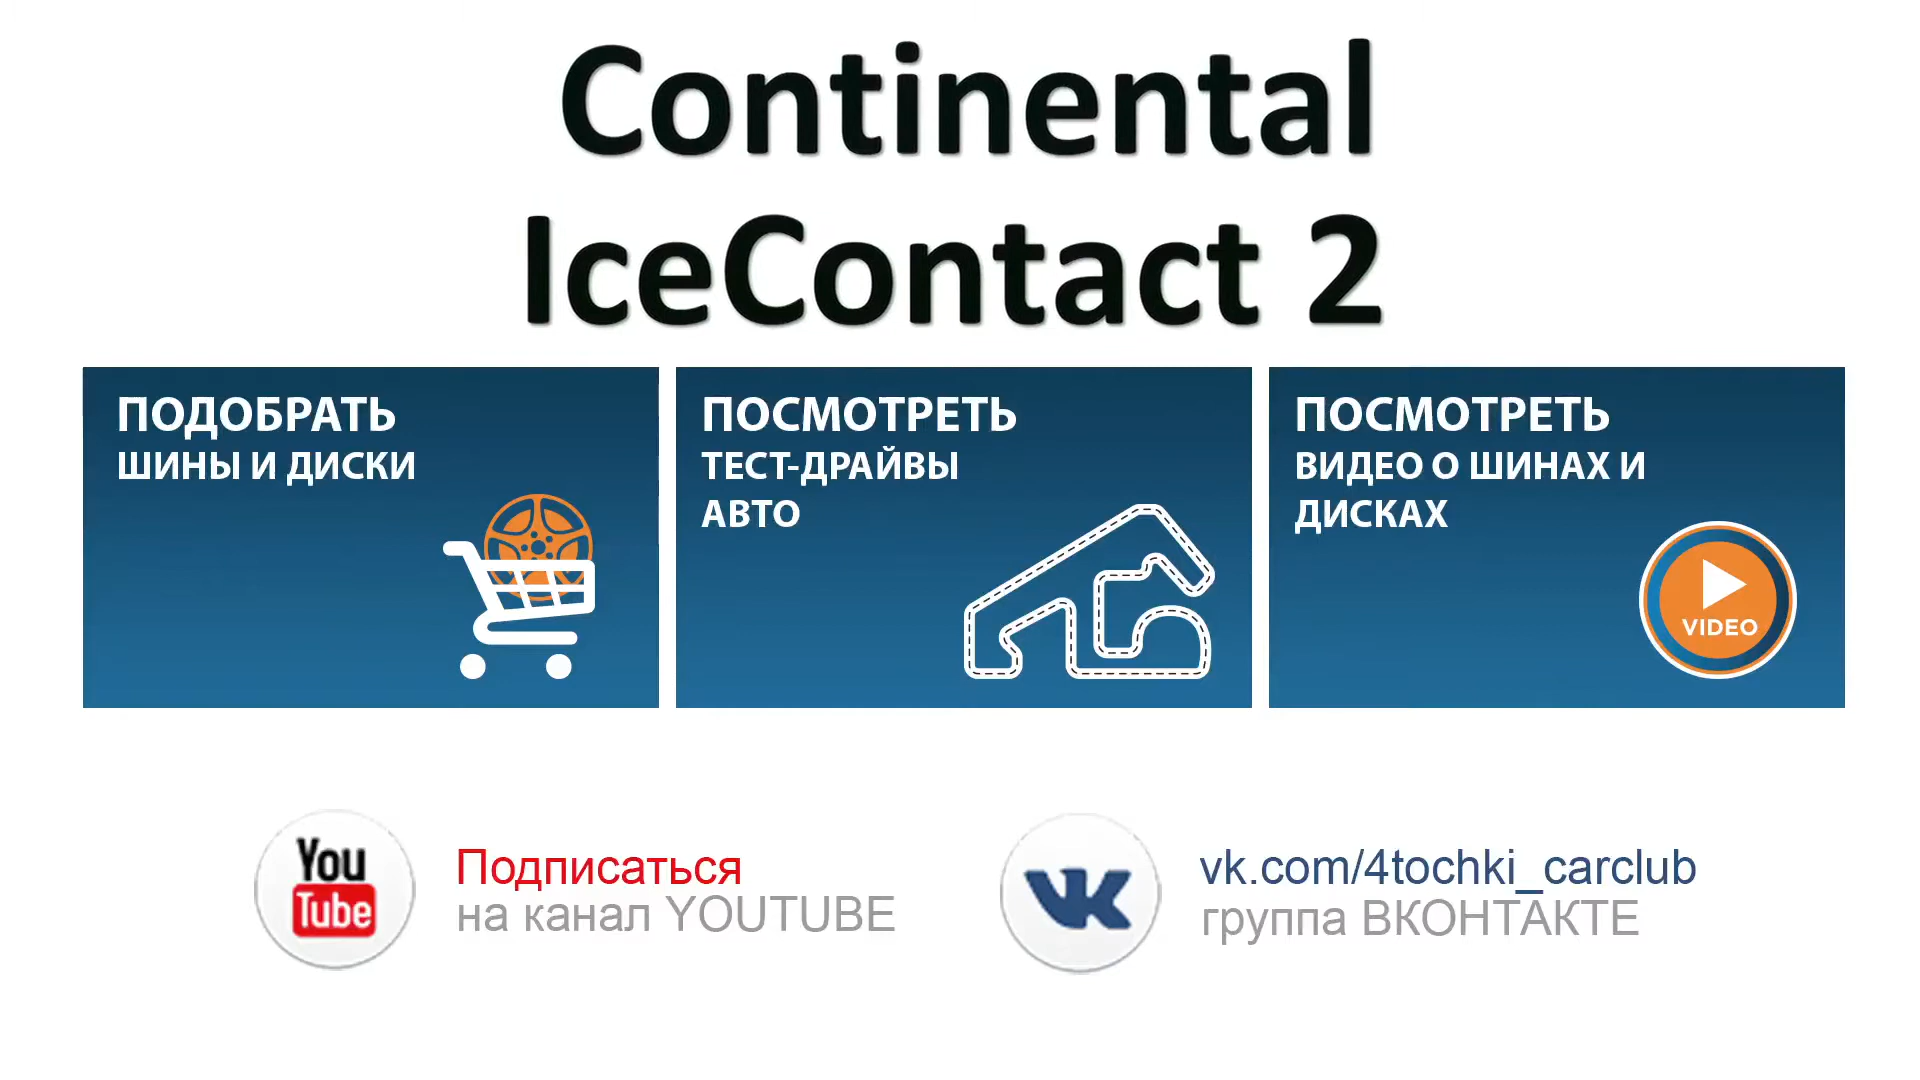 Continental
IceContact 2
ПОДОБРАТЬ
ШИНЫ И ДИСКИ
ПОСМОТРЕТЬ
ТЕСТ-ДРАЙВЫ
АВТО
ПОСМОТРЕТЬ
ВИДЕО О ШИНАХ И
ДИСКАХ
VIDEO
You
Tube
Подписаться
на канал YOUTUBE
vk.com/4tochki_carclub
группа ВКОНТАКТЕ